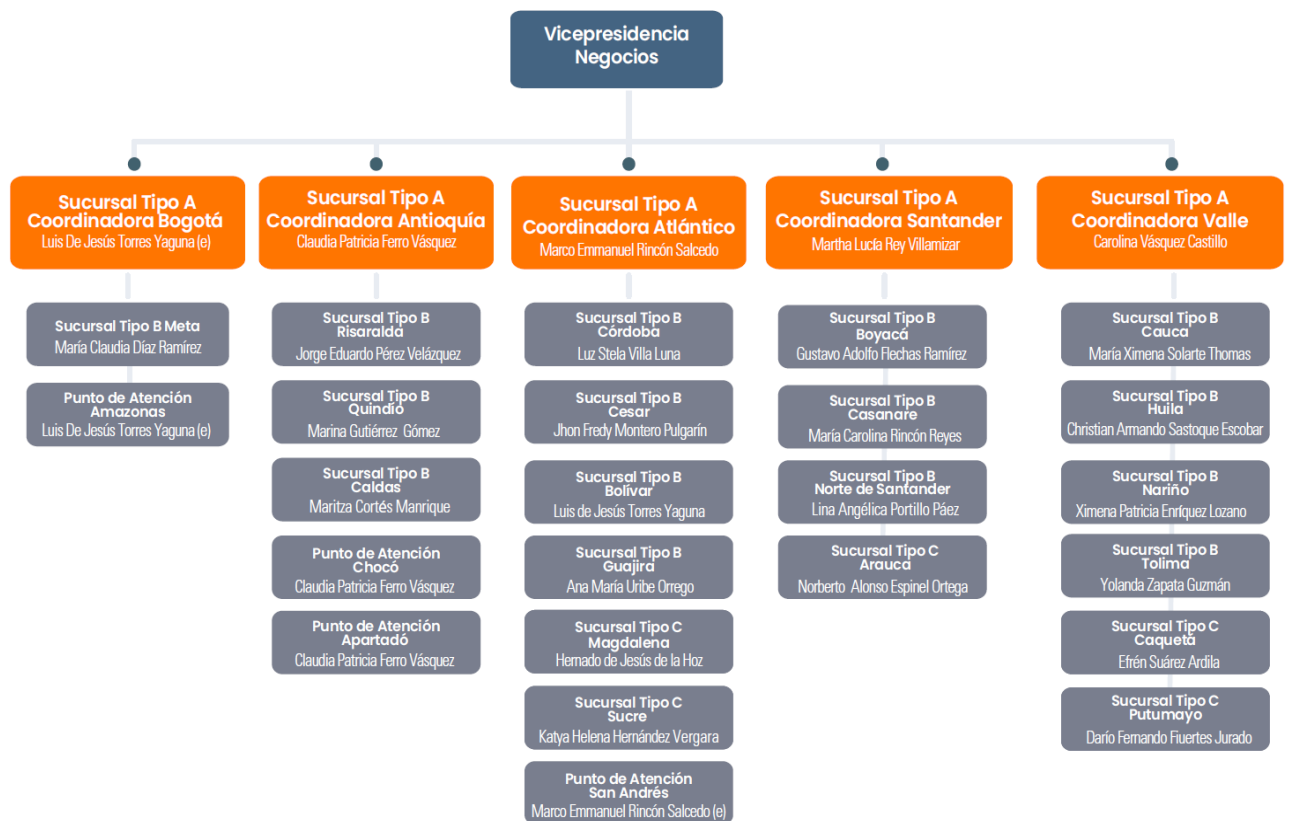 Vicepresidencia
Negocios
Sucursal Tipo A
Coordinadora Bogotá
Luis De Jesús Torres Yaguna (e)
Sucursal Tipo B Meta
María Claudia Díaz Ramírez
Punto de Atención
Amazonas
Luis De Jesús Torres Yaguna (e)
Sucursal Tipo A
Coordinadora Antioquía
Claudia Patricia Ferro Vásquez
Sucursal Tipo B
Risaralda
Jorge Eduardo Pérez Velázquez
Sucursal Tipo B
Quindío
Marina Gutiérrez Gómez
Sucursal Tipo B
Caldas
Maritza Cortés Manrique
Punto de Atención
Chocó
Claudia Patricia Ferro Vásquez
Punto de Atención
Apartadó
Claudia Patricia Ferro Vásquez
Sucursal Tipo A
Coordinadora Atlántico
Marco Emmanuel Rincón Salcedo
Sucursal Tipo B
Córdoba
Luz Stela Villa Luna
Sucursal Tipo B
Cesar
Jhon Fredy Montero Pulgarín
Sucursal Tipo B
Bolívar
Luis de Jesús Torres Yaguna
Sucursal Tipo B
Guajira
Ana María Uribe Orrego
Sucursal Tipo C
Magdalena
Hernado de Jesús de la Hoz
Sucursal Tipo C
Sucre
Katya Helena Hernández Vergara
Punto de Atención
San Andrés
Marco Emmanuel Rincón Salcedo (e)
Sucursal Tipo A
Coordinadora Santander
Martha Lucía Rey Villamizar
Sucursal Tipo B
Boyacá
Gustavo Adolfo Flechas Ramírez
Sucursal Tipo B
Casanare
María Carolina Rincón Reyes
Sucursal Tipo B
Norte de Santander
Lina Angélica Portillo Páez
Sucursal Tipo C
Arauca
Norberto Alonso Espinel Ortega
Sucursal Tipo A
Coordinadora Valle
Carolina Vásquez Castillo
Sucursal Tipo B
Cauca
María Ximena Solarte Thomas
Sucursal Tipo B
Huila
Christian Armando Sastoque Escobar
Sucursal Tipo B
Nariño
Ximena Patricia Enríquez Lozano
Sucursal Tipo B
Tolima
Yolanda Zapata Guzmán
Sucursal Tipo C
Caquetá
Efrén Suárez Ardila
Sucursal Tipo C
Putumayo
Darío Fernando Fiuertes Jurado